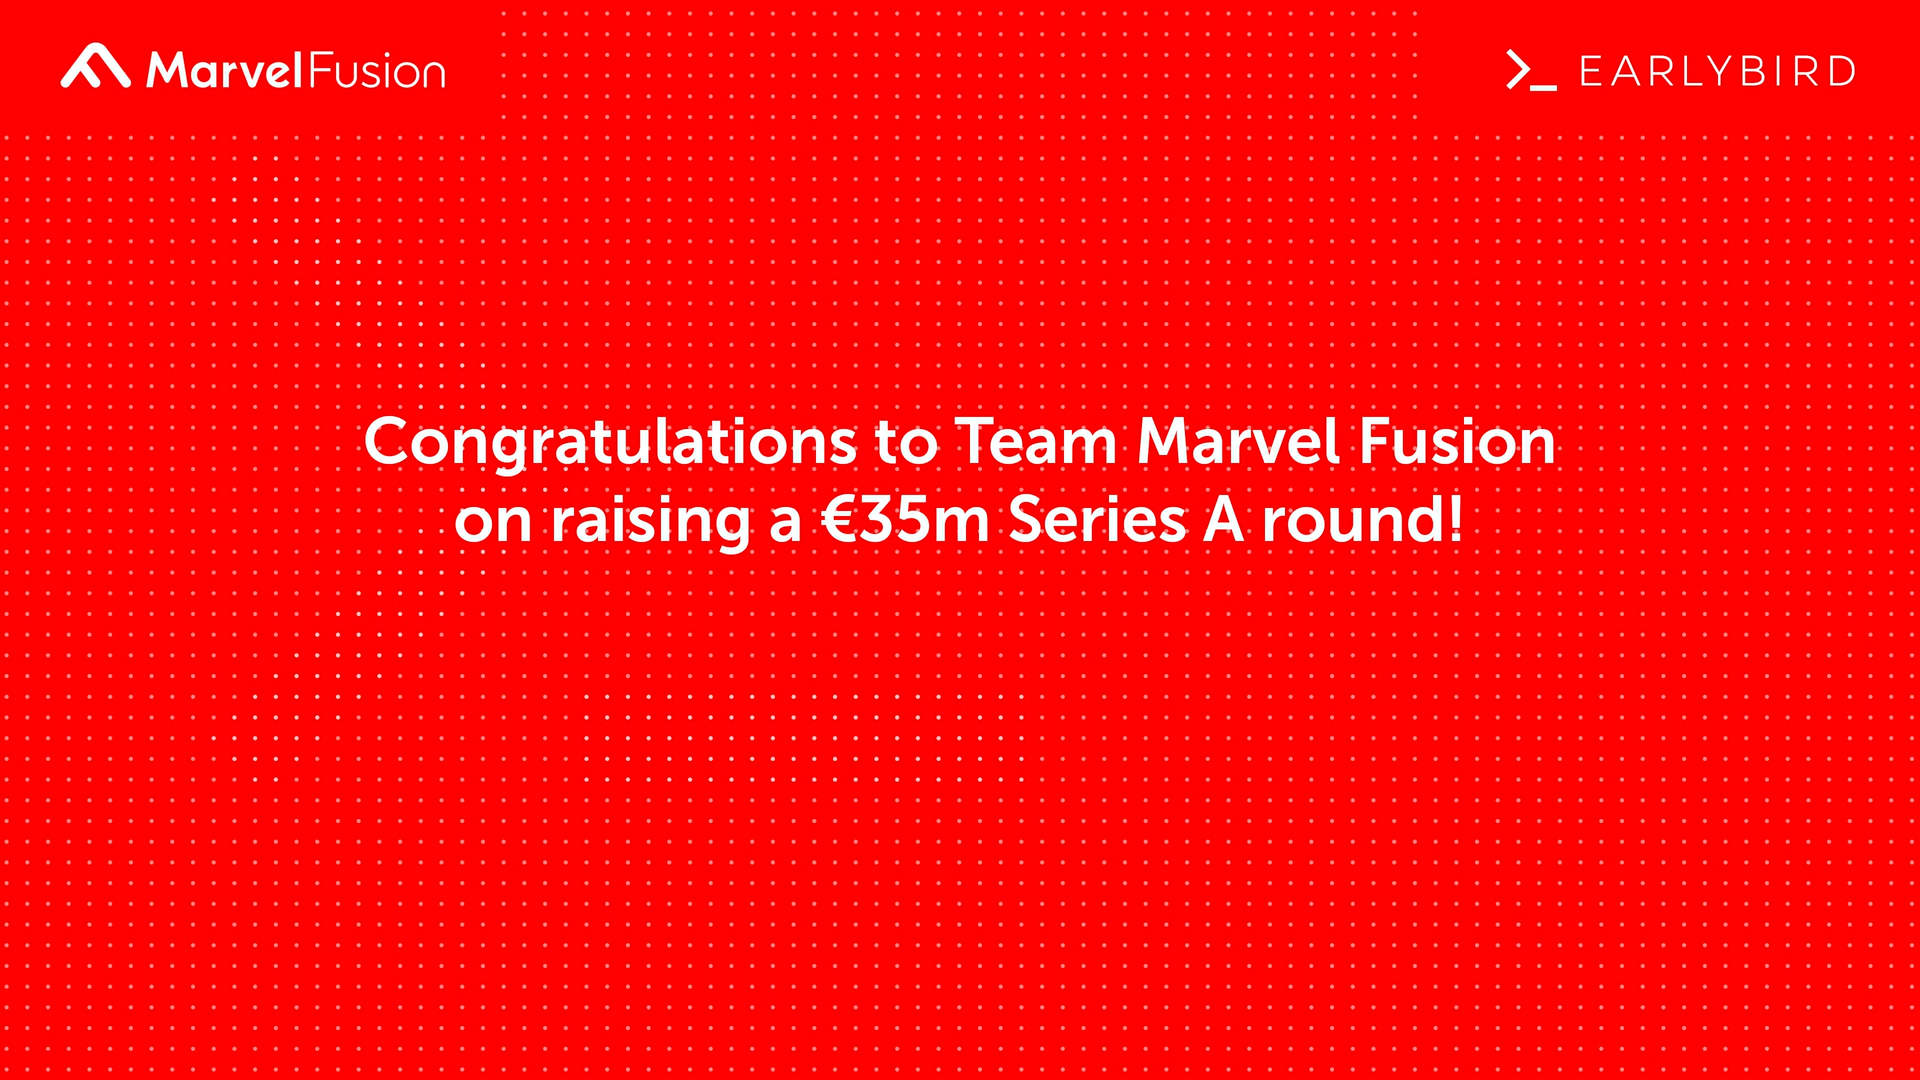 MarvelFusion
>_ EARLYBIRD
Congratulations to Team Marvel Fusion
on raising a €35m Series A round!